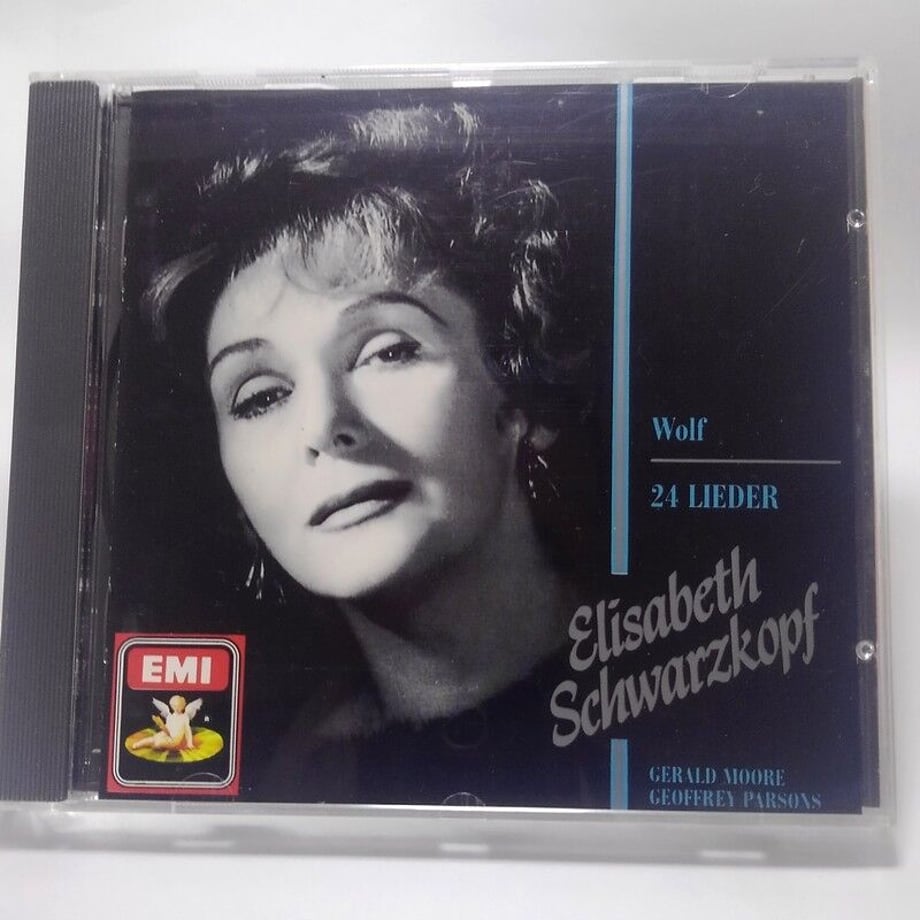 Wolf
24 LIEDER
Elisabeth
Schwarzkopf
EMI
GERALD MOORE
GEOFFREY PARSONS